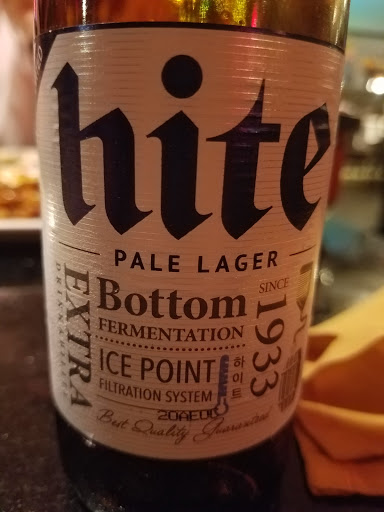 hite
PALE LAGER
EXTRA
Bottom
FERMENTATION
ICE POINT
FILTRATION SYSTEM
하이트
SINCE
1933
Best Quality Guaranteed